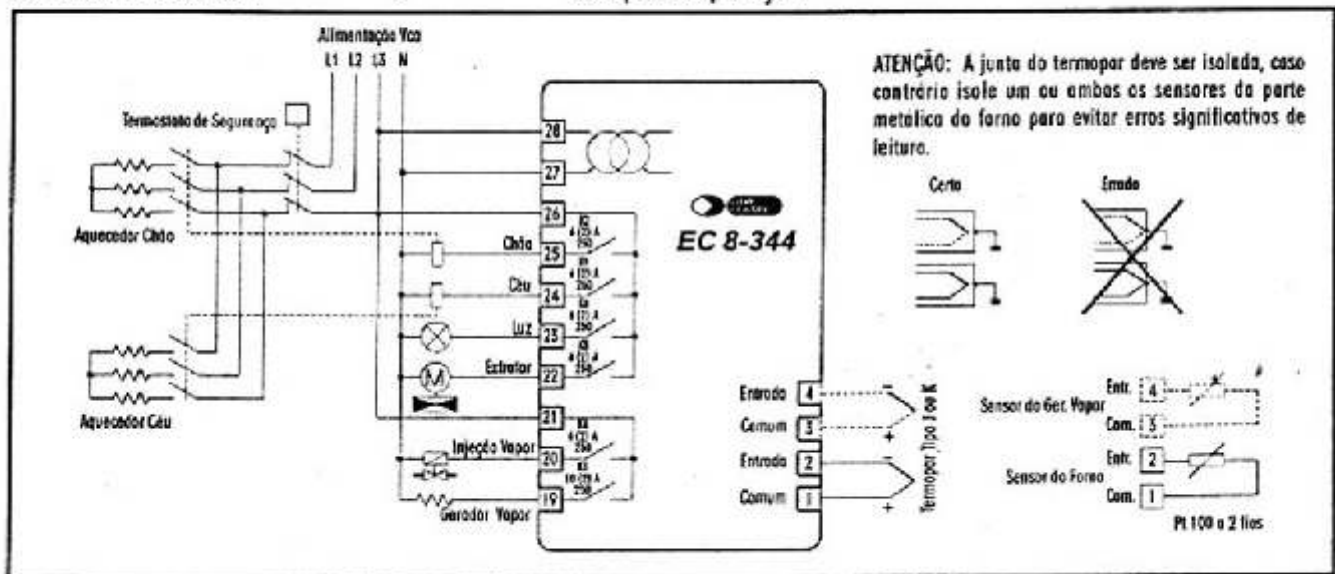 Alimentação Vca
L1 L2 L3 N
Termostato de Segurança
Aquecedor Chão
Aquecedor Céu
28
27
26
Chão 25
Céu 24
Luz 23
Extrator 22
21
Injeção Vapor 20
19
Gerador Vapor
EC 8-344
Entrada 4
Comum 3
Entrada 2
Comum 1
Termopar Tipo J ou K
ATENÇÃO: A junta do termopar deve ser isolada, caso
contrário isole um ou ambos os sensores da parte
metálica do forno para evitar erros significativos de
leitura.
Certo
Errado
Sensor do Ger. Vapor
Entr. 4
Com.
Sensor do Forno
Entr. 2
Com. 1
Pt 100 a 2 fios